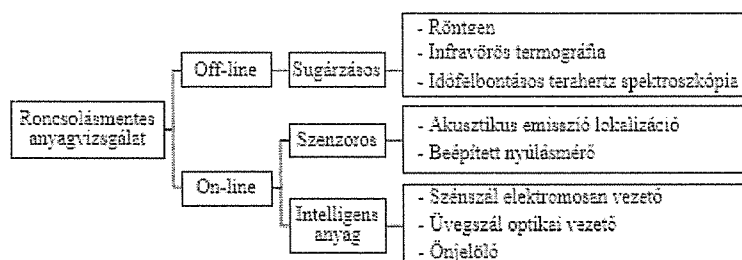 Roncsolásmentes
anyagvizsgálat
Off-line
Sugárzásos
- Röntgen
- Infravörös termográfia
- Időfelbontásos terahertz spektroszkópia
On-line
Szenzoros
- Akusztikus emisszió lokalizáció
- Beépített nyúlásmérő
Intelligens
anyag
- Szénszál elektromosan vezető
- Üvegszál optikai vezető
- Önjelölő